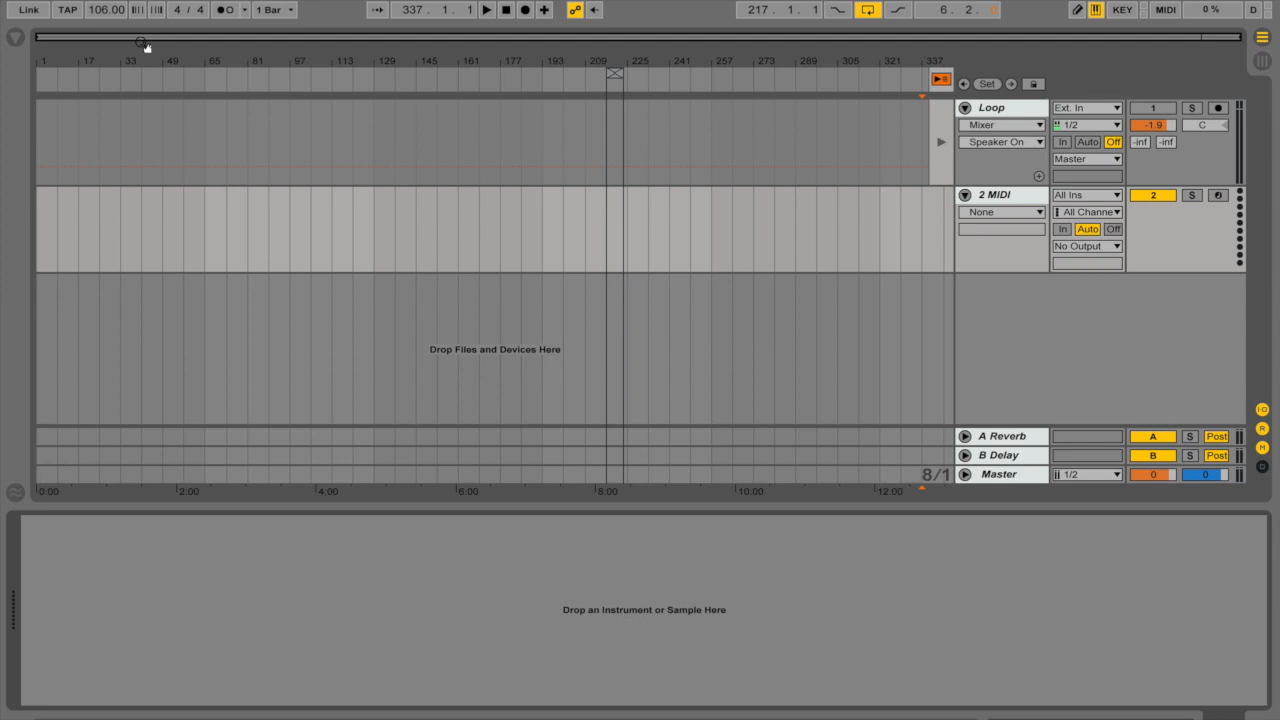 Link TAP 106.00 4 / 4 1 Bar 337 . 1 . 1 217 . 1 . 1 6 . 2 . 0 KEY MIDI 0 % D
1 17 33 49 65 81 97 113 129 145 161 177 193 209 225 241 257 273 289 305 321 337
Set
Loop Ext. In 1 S
Mixer 1/2 -1.9 C
Speaker On In Auto Off -inf -inf
Master
2 MIDI All Ins 2 S
None All Channe
In Auto Off
No Output
Drop Files and Devices Here
I·O
R
M
D
A Reverb A S Post
B Delay B S Post
8/1 Master 1/2 0 0
0:00 2:00 4:00 6:00 8:00 10:00 12:00
Drop an Instrument or Sample Here